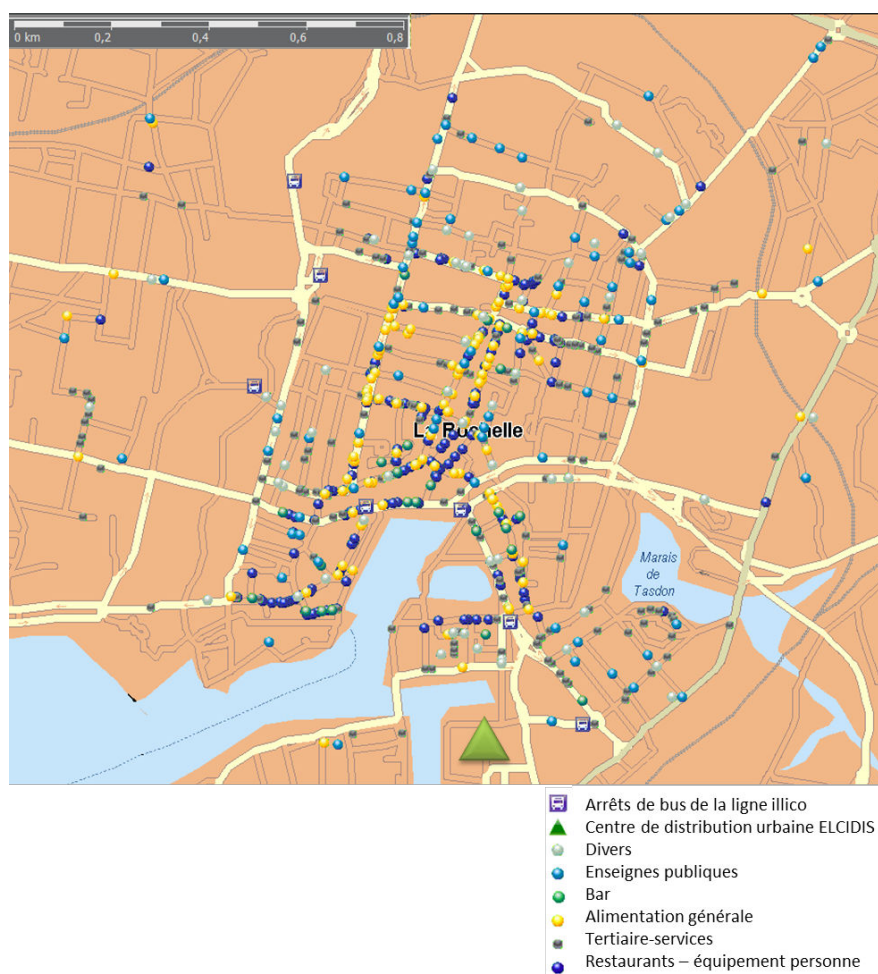 0 km 0,2 0,4 0,6 0,8
La Rochelle
Marais
de
Tasdon
Arrêts de bus de la ligne illico
Centre de distribution urbaine ELCIDIS
Divers
Enseignes publiques
Bar
Alimentation générale
Tertiaire-services
Restaurants – équipement personne